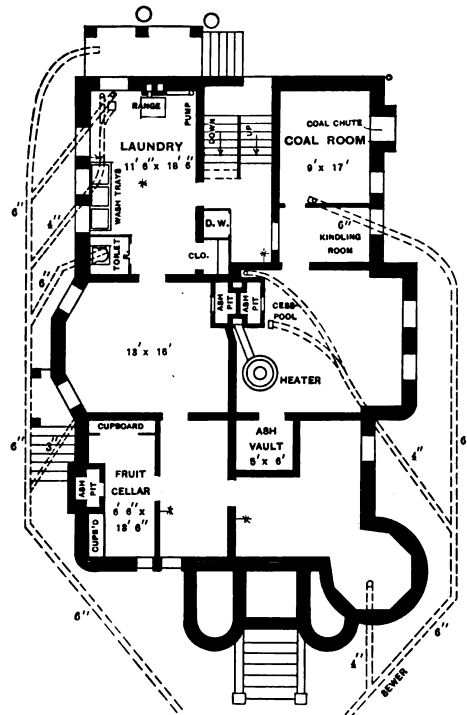 RANGE
PUMP
LAUNDRY
11' 6" x 18' 6"
WASH TRAYS
TOILET R.
DOWN
UP
D.W.
CLO.
COAL CHUTE
COAL ROOM
9' x 17'
6"
KINDLING
ROOM
6"
4"
6"
ASH
PIT
ASH
PIT
CESS-
POOL
13' x 16'
HEATER
CUPBOARD
ASH
VAULT
5' x 6'
4"
6
6"
3"
ASH
PIT
FRUIT
CELLAR
6' 6" x
13' 6"
CUPB'D
6"
4"
6"
SEWER